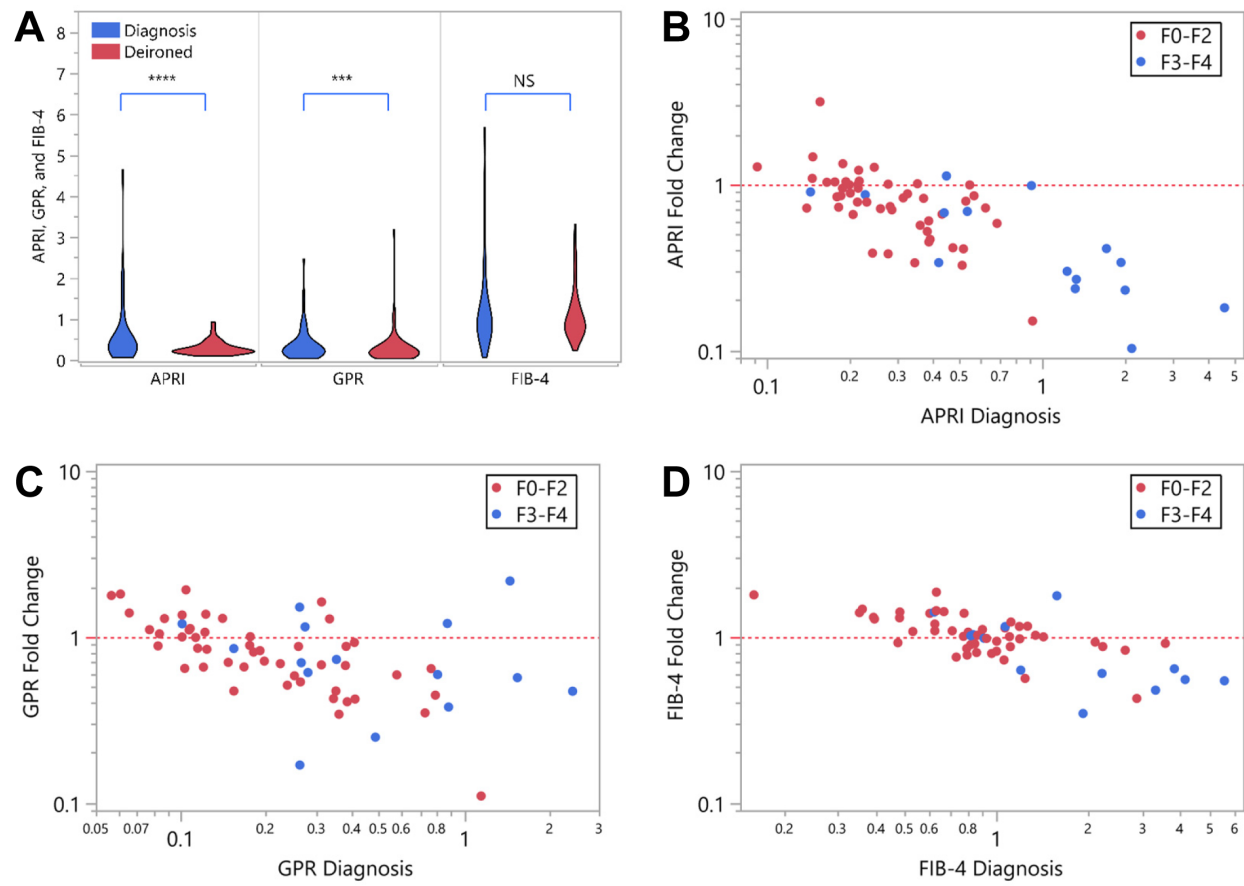 A
Diagnosis
Deironed
****
***
NS
APRI, GPR, and FIB-4
8
7
6
5
4
3
2
1
0
APRI
GPR
FIB-4
B
F0-F2
F3-F4
APRI Fold Change
10
1
0.1
0.1 0.2 0.3 0.4 0.5 0.7 1 2 3 4 5
APRI Diagnosis
C
F0-F2
F3-F4
GPR Fold Change
10
1
0.1
0.05 0.07 0.1 0.2 0.3 0.4 0.6 0.8 1 2 3
GPR Diagnosis
D
F0-F2
F3-F4
FIB-4 Fold Change
10
1
0.1
0.2 0.3 0.4 0.5 0.6 0.8 1 2 3 4 5 6
FIB-4 Diagnosis